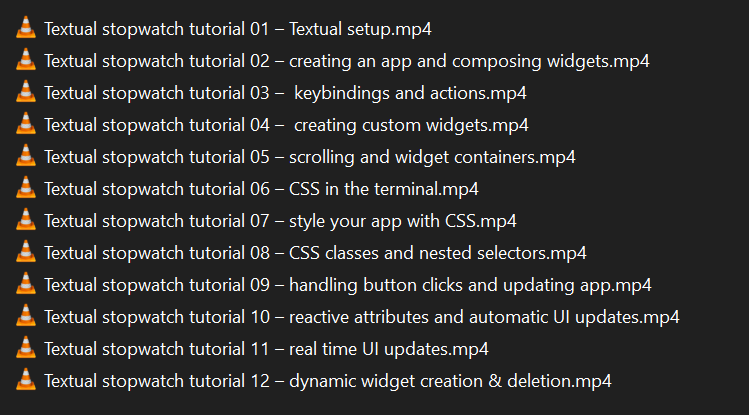 Textual stopwatch tutorial 01 – Textual setup.mp4
Textual stopwatch tutorial 02 – creating an app and composing widgets.mp4
Textual stopwatch tutorial 03 –  keybindings and actions.mp4
Textual stopwatch tutorial 04 –  creating custom widgets.mp4
Textual stopwatch tutorial 05 – scrolling and widget containers.mp4
Textual stopwatch tutorial 06 – CSS in the terminal.mp4
Textual stopwatch tutorial 07 – style your app with CSS.mp4
Textual stopwatch tutorial 08 – CSS classes and nested selectors.mp4
Textual stopwatch tutorial 09 – handling button clicks and updating app.mp4
Textual stopwatch tutorial 10 – reactive attributes and automatic UI updates.mp4
Textual stopwatch tutorial 11 – real time UI updates.mp4
Textual stopwatch tutorial 12 – dynamic widget creation & deletion.mp4